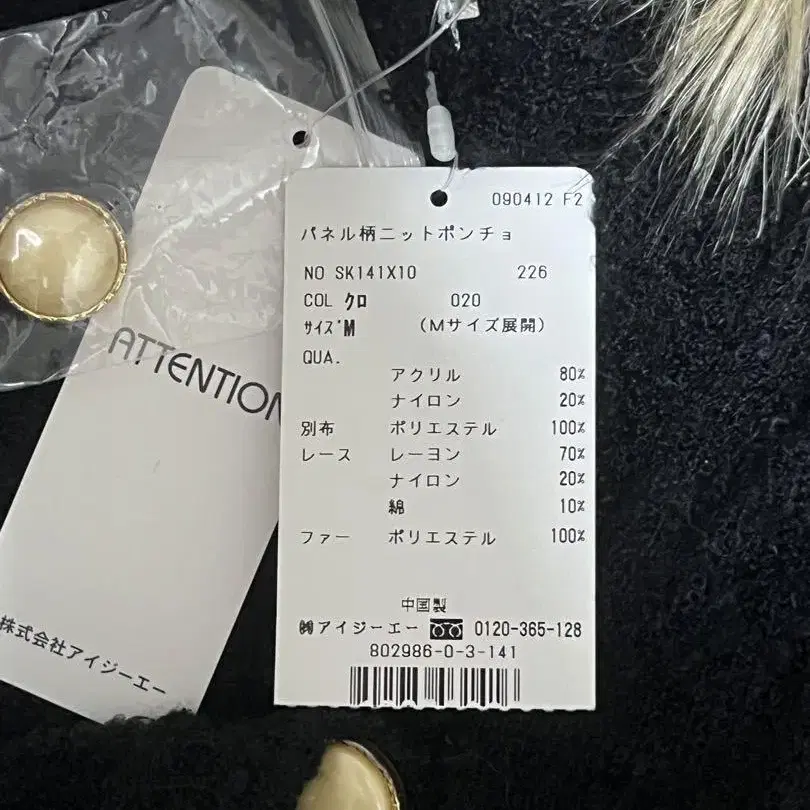 090412 F2
パネル柄ニットポンチョ
NO SK141X10 226
COL クロ 020
サイズ M (Mサイズ展開)
QUA.
アクリル 80%
ナイロン 20%
別布 ポリエステル 100%
レース レーヨン 70%
ナイロン 20%
綿 10%
ファー ポリエステル 100%
中国製
㈱アイジーエー 0120-365-128
802986-0-3-141
ATTENTION
株式会社アイジーエー